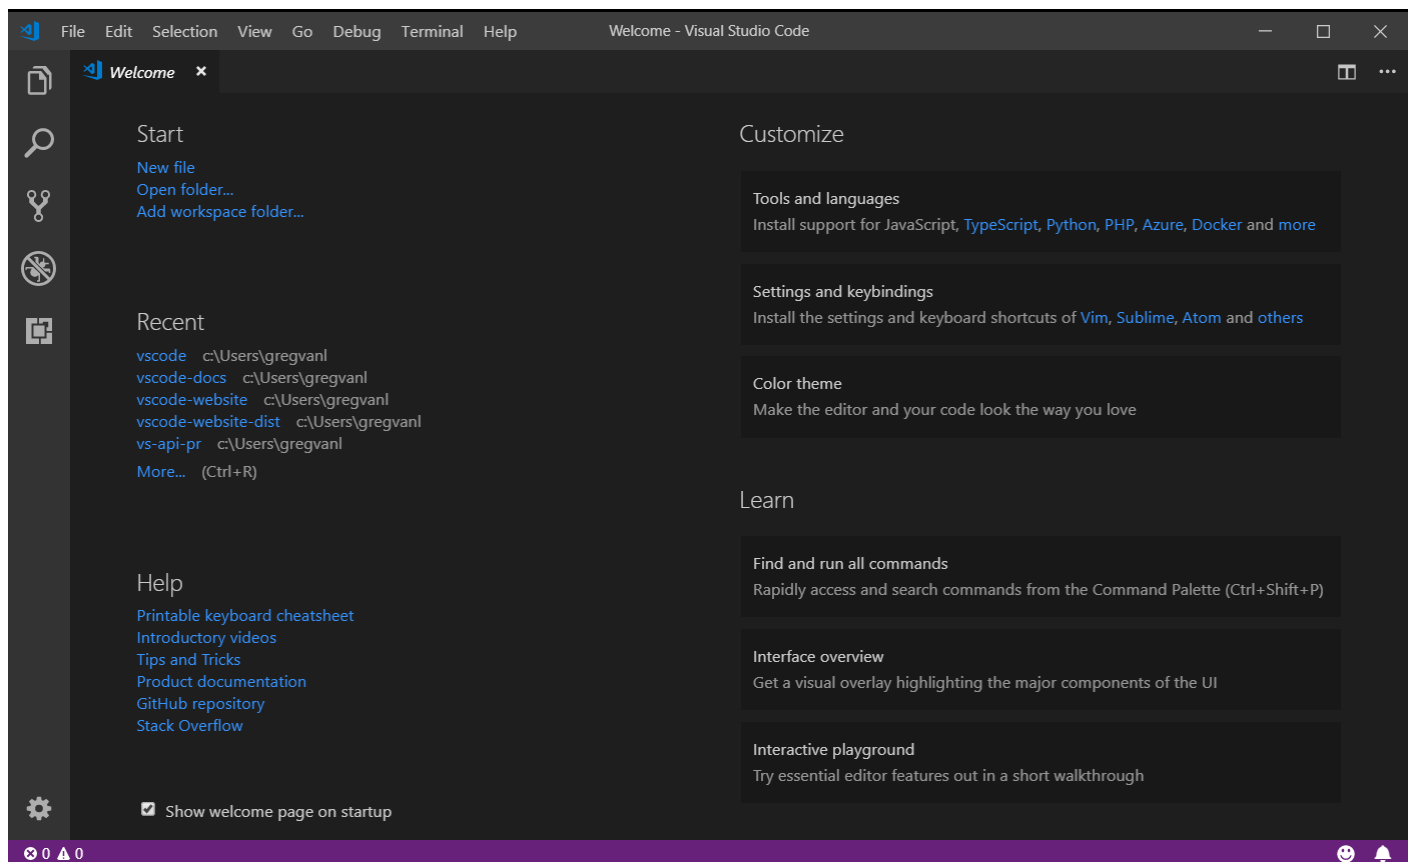 File Edit Selection View Go Debug Terminal Help Welcome - Visual Studio Code
Welcome
Start
New file
Open folder...
Add workspace folder...
Recent
vscode c:\Users\gregvanl
vscode-docs c:\Users\gregvanl
vscode-website c:\Users\gregvanl
vscode-website-dist c:\Users\gregvanl
vs-api-pr c:\Users\gregvanl
More... (Ctrl+R)
Help
Printable keyboard cheatsheet
Introductory videos
Tips and Tricks
Product documentation
GitHub repository
Stack Overflow
Show welcome page on startup
Customize
Tools and languages
Install support for JavaScript, TypeScript, Python, PHP, Azure, Docker and more
Settings and keybindings
Install the settings and keyboard shortcuts of Vim, Sublime, Atom and others
Color theme
Make the editor and your code look the way you love
Learn
Find and run all commands
Rapidly access and search commands from the Command Palette (Ctrl+Shift+P)
Interface overview
Get a visual overlay highlighting the major components of the UI
Interactive playground
Try essential editor features out in a short walkthrough
0 0